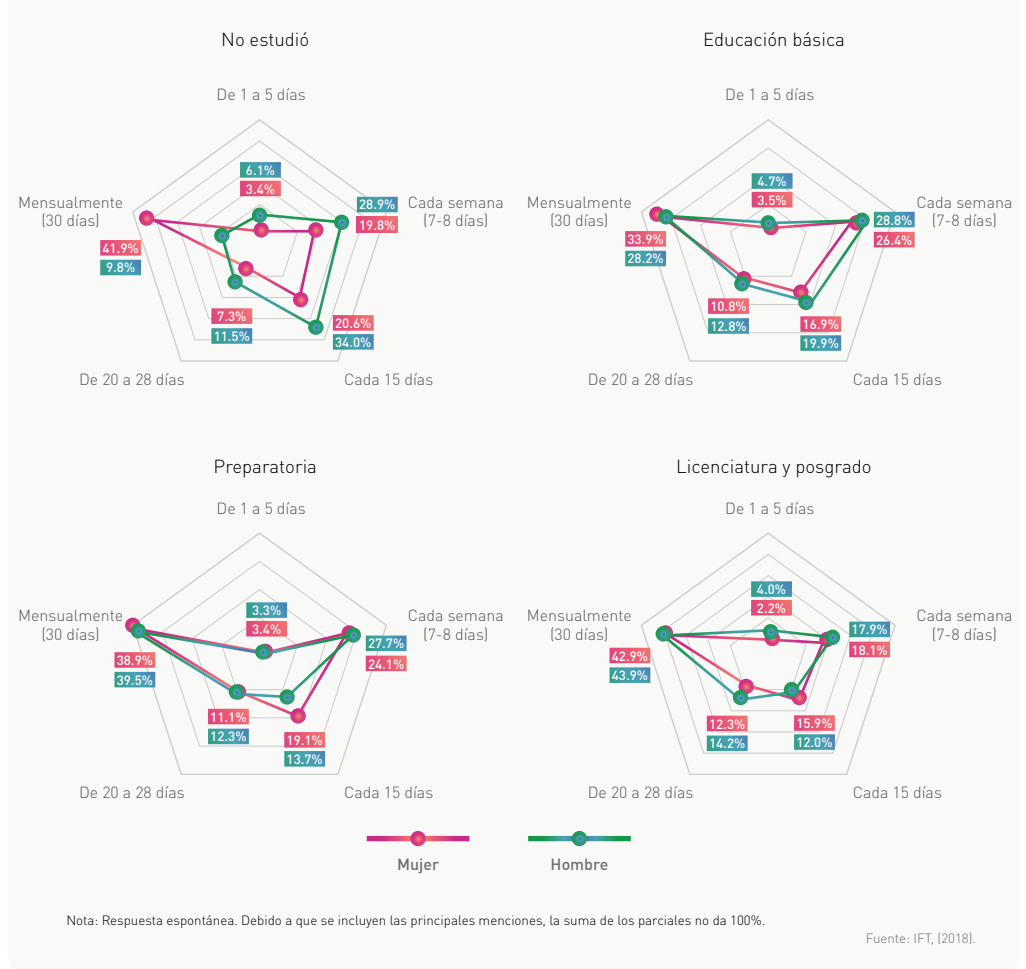 No estudió
De 1 a 5 días
6.1%
3.4%
Mensualmente
(30 días)
28.9%
19.8%
Cada semana
(7-8 días)
41.9%
9.8%
7.3%
11.5%
20.6%
34.0%
De 20 a 28 días
Cada 15 días
Educación básica
De 1 a 5 días
4.7%
3.5%
Mensualmente
(30 días)
28.8%
26.4%
Cada semana
(7-8 días)
33.9%
28.2%
10.8%
12.8%
16.9%
19.9%
De 20 a 28 días
Cada 15 días
Preparatoria
De 1 a 5 días
3.3%
3.4%
Mensualmente
(30 días)
27.7%
24.1%
Cada semana
(7-8 días)
38.9%
39.5%
11.1%
12.3%
19.1%
13.7%
De 20 a 28 días
Cada 15 días
Licenciatura y posgrado
De 1 a 5 días
4.0%
2.2%
Mensualmente
(30 días)
17.9%
18.1%
Cada semana
(7-8 días)
42.9%
43.9%
12.3%
14.2%
15.9%
12.0%
De 20 a 28 días
Cada 15 días
Mujer
Hombre
Nota: Respuesta espontánea. Debido a que se incluyen las principales menciones, la suma de los parciales no da 100%.
Fuente: IFT, (2018).